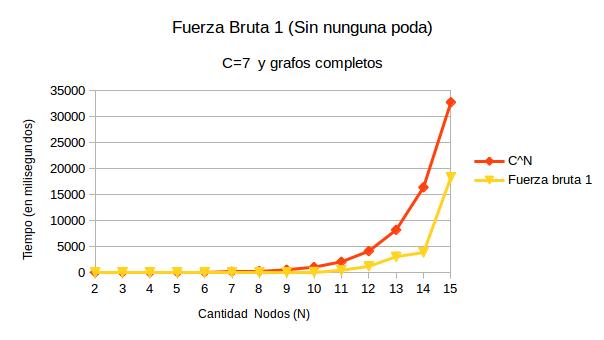 Fuerza Bruta 1 (Sin nunguna poda)
C=7 y grafos completos
35000
30000
25000
20000
15000
10000
5000
0
Tiempo (en milisegundos)
2 3 4 5 6 7 8 9 10 11 12 13 14 15
Cantidad Nodos (N)
C^N
Fuerza bruta 1